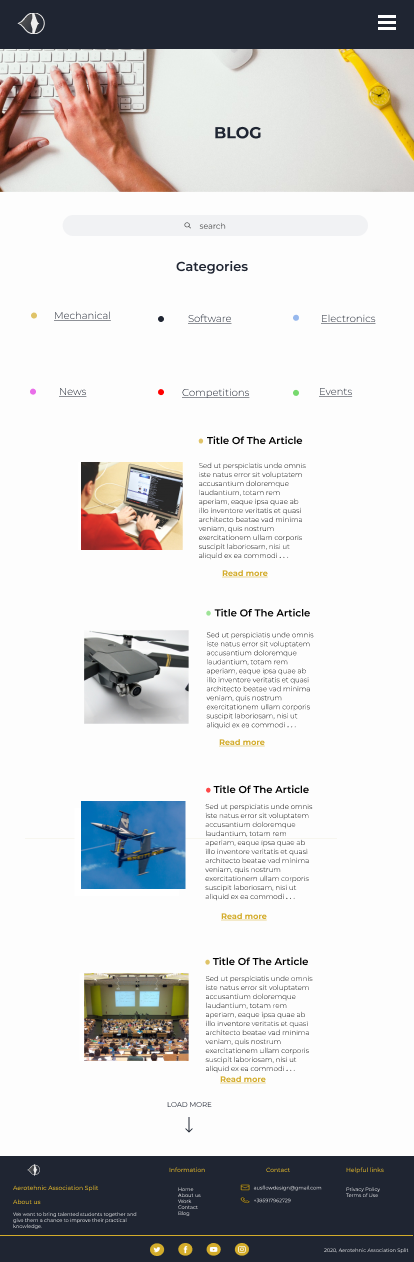 BLOG
search
Categories
Mechanical
Software
Electronics
News
Competitions
Events
Title Of The Article
Sed ut perspiciatis unde omnis
iste natus error sit voluptatem
accusantium doloremque
laudantium, totam rem
aperiam, eaque ipsa quae ab
illo inventore veritatis et quasi
architecto beatae vad minima
veniam, quis nostrum
exercitationem ullam corporis
suscipit laboriosam, nisi ut
aliquid ex ea commodi . . .
Read more
Title Of The Article
Sed ut perspiciatis unde omnis
iste natus error sit voluptatem
accusantium doloremque
laudantium, totam rem
aperiam, eaque ipsa quae ab
illo inventore veritatis et quasi
architecto beatae vad minima
veniam, quis nostrum
exercitationem ullam corporis
suscipit laboriosam, nisi ut
aliquid ex ea commodi . . .
Read more
Title Of The Article
Sed ut perspiciatis unde omnis
iste natus error sit voluptatem
accusantium doloremque
laudantium, totam rem
aperiam, eaque ipsa quae ab
illo inventore veritatis et quasi
architecto beatae vad minima
veniam, quis nostrum
exercitationem ullam corporis
suscipit laboriosam, nisi ut
aliquid ex ea commodi . . .
Read more
Title Of The Article
Sed ut perspiciatis unde omnis
iste natus error sit voluptatem
accusantium doloremque
laudantium, totam rem
aperiam, eaque ipsa quae ab
illo inventore veritatis et quasi
architecto beatae vad minima
veniam, quis nostrum
exercitationem ullam corporis
suscipit laboriosam, nisi ut
aliquid ex ea commodi . . .
Read more
LOAD MORE
Aerotehnic Association Split
About us
We want to bring talented students together and
give them a chance to improve their practical
knowledge.
Information
Home
About us
Work
Contact
Blog
Contact
ausflowdesign@gmail.com
+385917962729
Helpful links
Privacy Policy
Terms of Use
2020, Aerotehnic Association Split